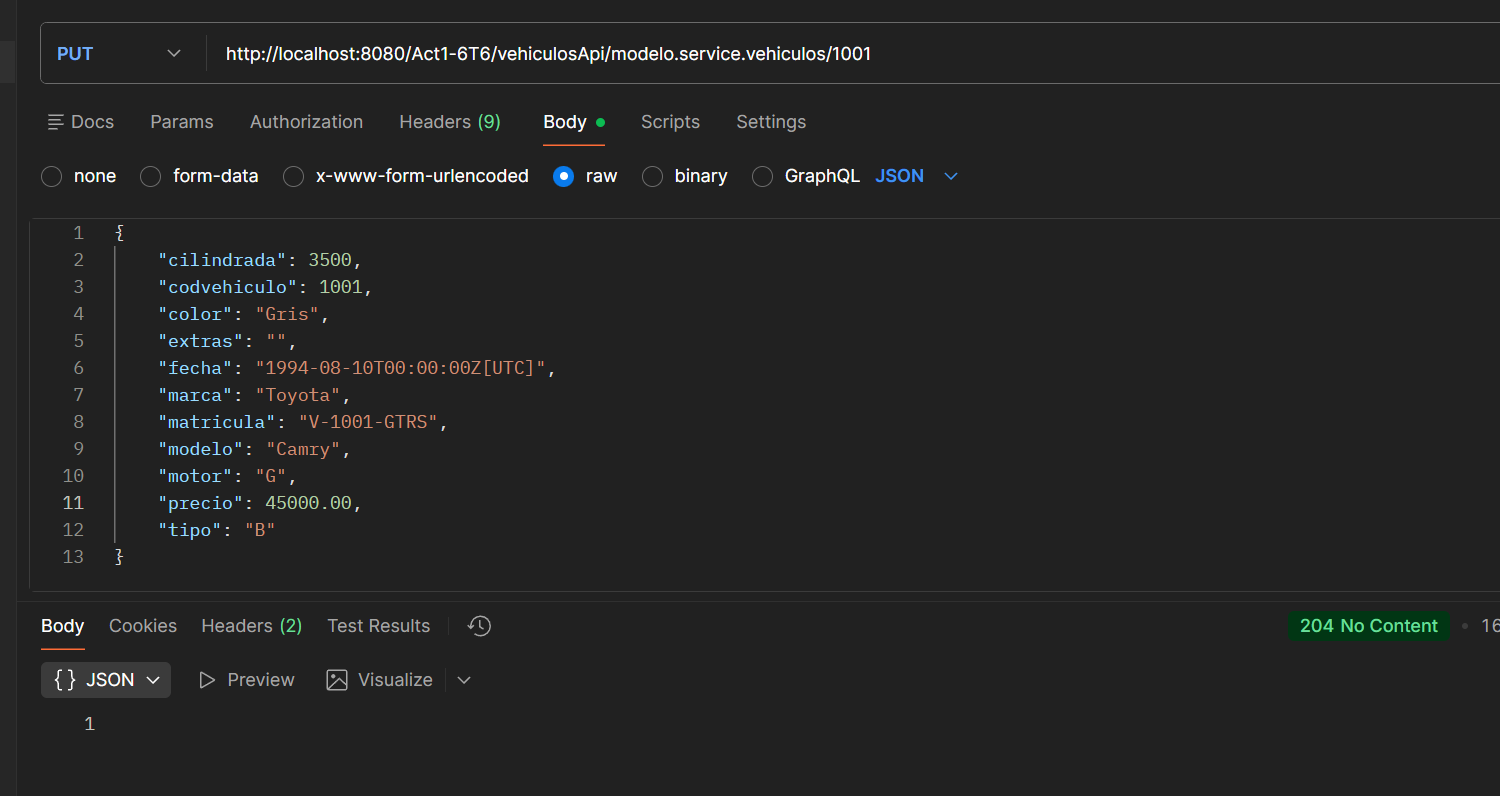 PUT http://localhost:8080/Act1-6T6/vehiculosApi/modelo.service.vehiculos/1001
Docs Params Authorization Headers (9) Body Scripts Settings
none form-data x-www-form-urlencoded raw binary GraphQL JSON
1 {
2 "cilindrada": 3500,
3 "codvehiculo": 1001,
4 "color": "Gris",
5 "extras": "",
6 "fecha": "1994-08-10T00:00:00Z[UTC]",
7 "marca": "Toyota",
8 "matricula": "V-1001-GTRS",
9 "modelo": "Camry",
10 "motor": "G",
11 "precio": 45000.00,
12 "tipo": "B"
13 }
Body Cookies Headers (2) Test Results 204 No Content • 16
{} JSON Preview Visualize
1